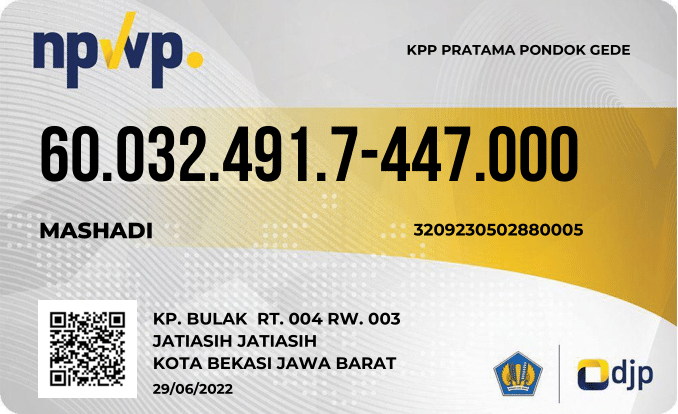 npwp.
KPP PRATAMA PONDOK GEDE
60.032.491.7-447.000
MASHADI
3209230502880005
KP. BULAK RT. 004 RW. 003
JATIASIH JATIASIH
KOTA BEKASI JAWA BARAT
29/06/2022
djp